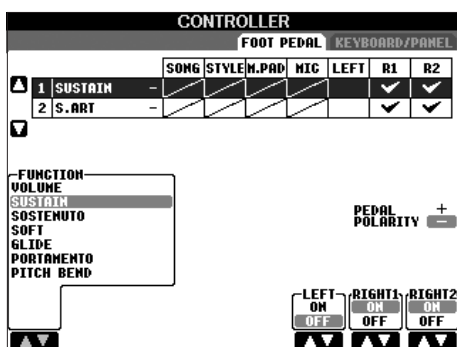 CONTROLLER
FOOT PEDAL KEYBOARD/PANEL
SONG STYLE M.PAD MIC LEFT R1 R2
1 SUSTAIN –
2 S.ART –
FUNCTION
VOLUME
SUSTAIN
SOSTENUTO
SOFT
GLIDE
PORTAMENTO
PITCH BEND
PEDAL POLARITY + –
LEFT RIGHT1 RIGHT2
ON ON ON
OFF OFF OFF